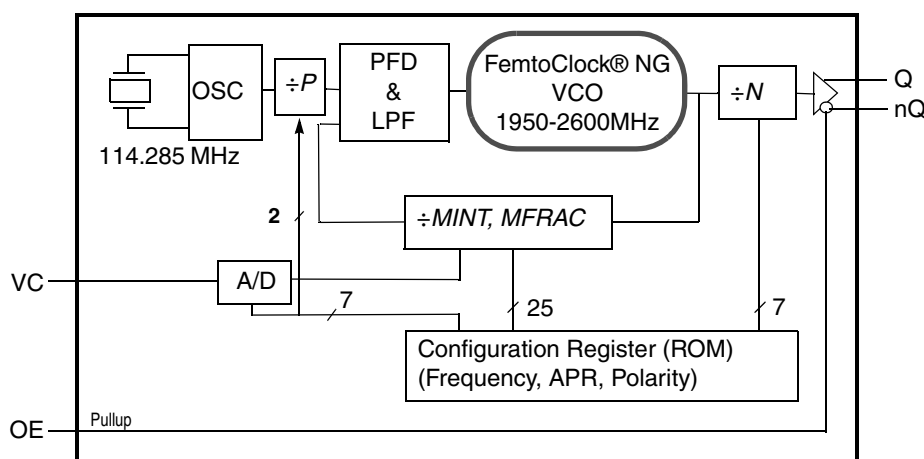 OSC
÷P
PFD
&
LPF
FemtoClock® NG
VCO
1950-2600MHz
÷N
Q
nQ
114.285 MHz
2
÷MINT, MFRAC
VC
A/D
7
25
7
Configuration Register (ROM)
(Frequency, APR, Polarity)
OE
Pullup